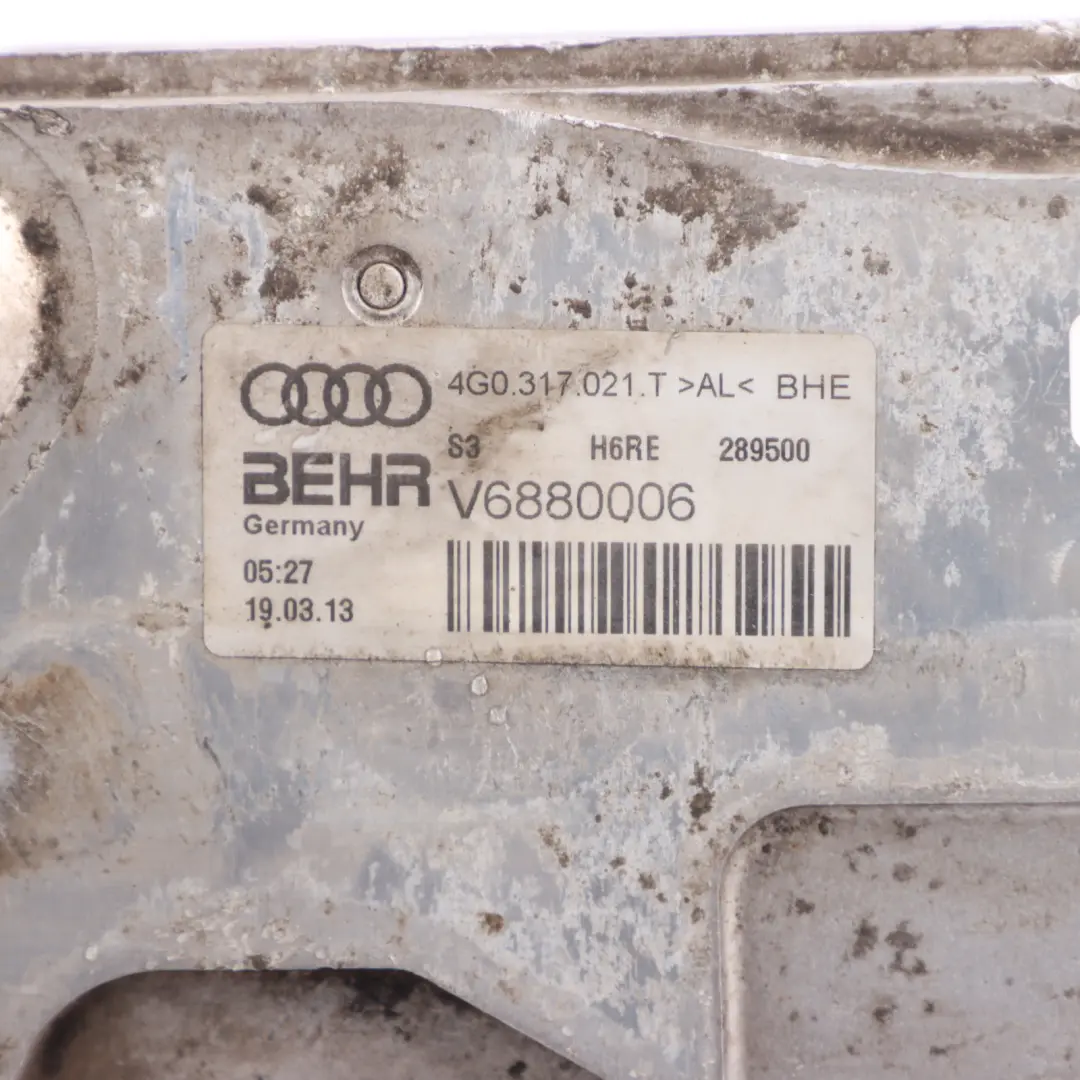 4G0.317.021.T >AL< BHE
S3 H6RE 289500
BEHR V6880006
Germany
05:27
19.03.13